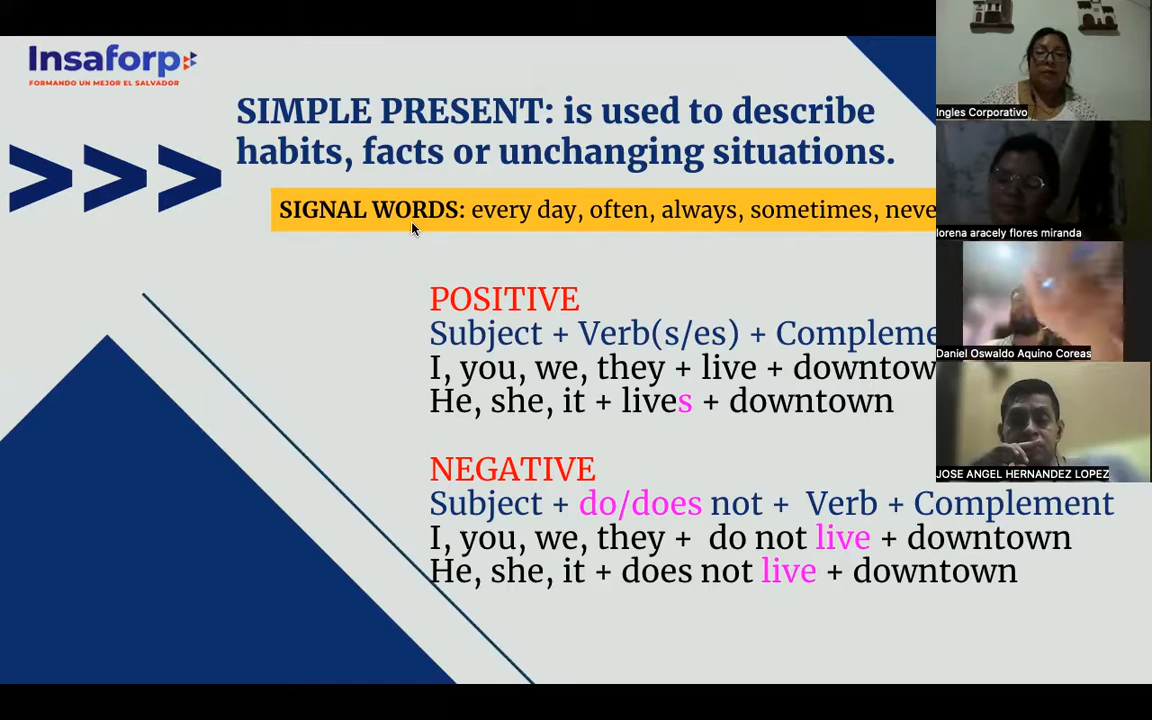 Insaforp
FORMANDO UN MEJOR EL SALVADOR
SIMPLE PRESENT: is used to describe
habits, facts or unchanging situations.
SIGNAL WORDS: every day, often, always, sometimes, neve
POSITIVE
Subject + Verb(s/es) + Compleme
I, you, we, they + live + downtow
He, she, it + lives + downtown
NEGATIVE
Subject + do/does not + Verb + Complement
I, you, we, they + do not live + downtown
He, she, it + does not live + downtown
Ingles Corporativo
lorena aracely flores miranda
Daniel Oswaldo Aquino Coreas
JOSE ANGEL HERNANDEZ LOPEZ